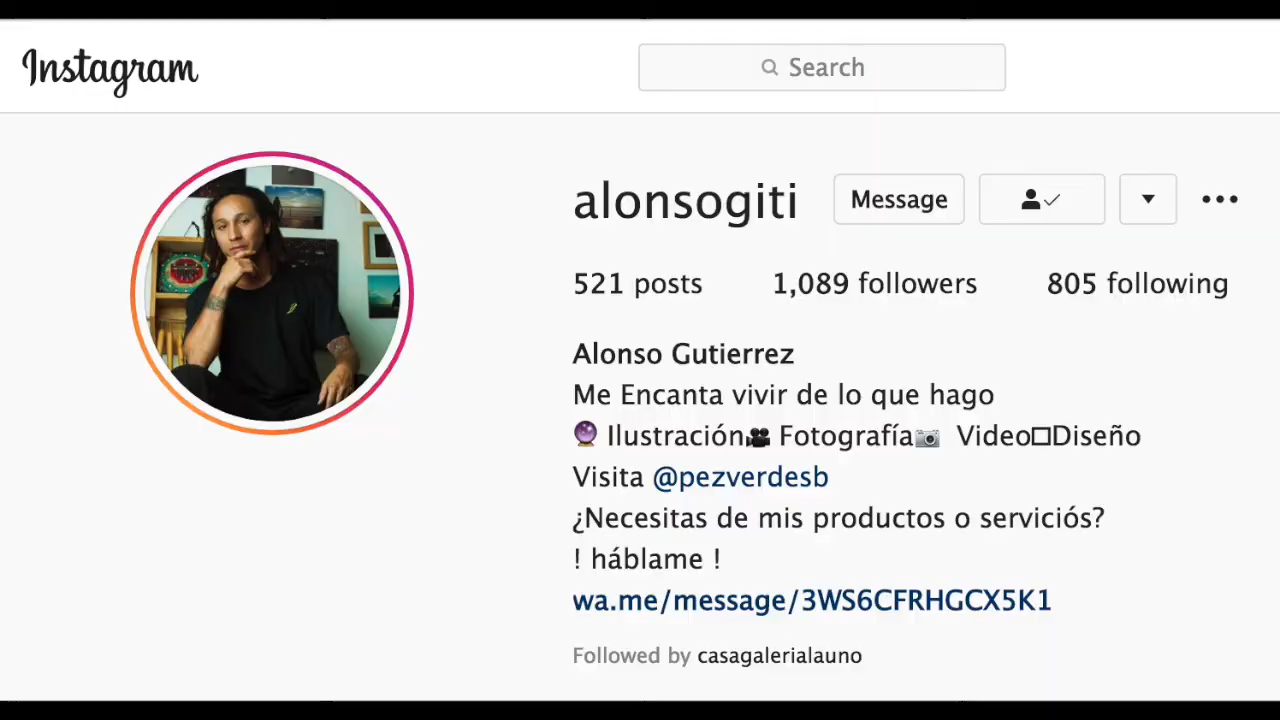 Instagram
Search
alonsogiti Message
521 posts 1,089 followers 805 following
Alonso Gutierrez
Me Encanta vivir de lo que hago
🔮 Ilustración🎥 Fotografía📷 Video□Diseño
Visita @pezverdesb
¿Necesitas de mis productos o serviciós?
! háblame !
wa.me/message/3WS6CFRHGCX5K1
Followed by casagalerialauno